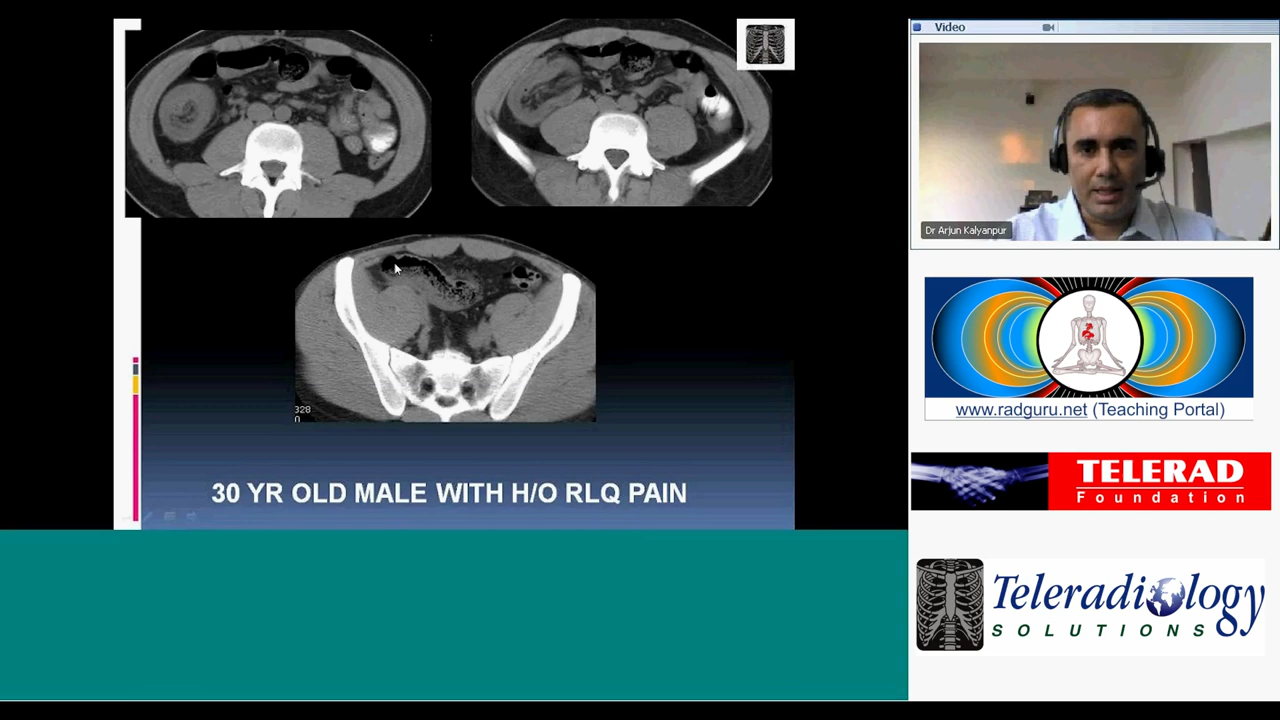 Video
Dr Arjun Kalyanpur
www.radguru.net (Teaching Portal)
328
0
30 YR OLD MALE WITH H/O RLQ PAIN
TELERAD
Foundation
Teleradiology
SOLUTIONS